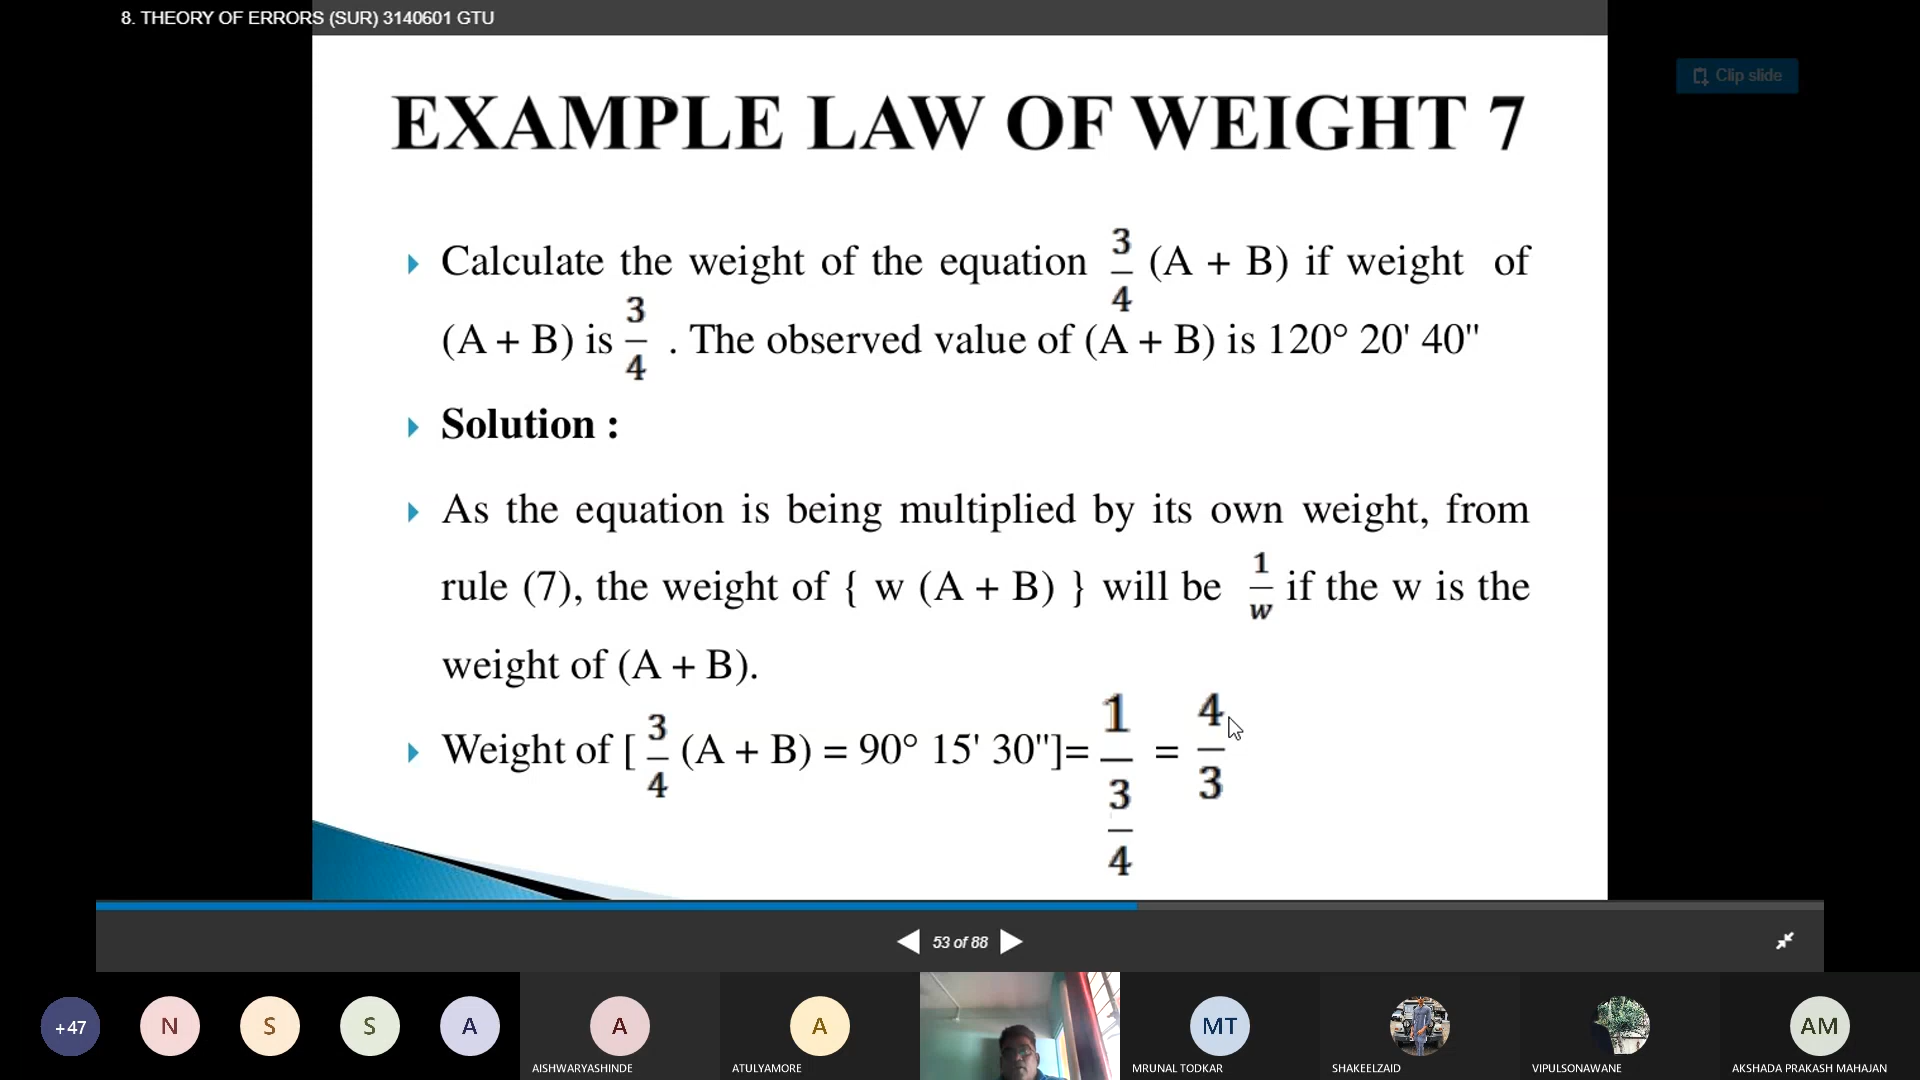 8. THEORY OF ERRORS (SUR) 3140601 GTU
Clip slide
EXAMPLE LAW OF WEIGHT 7
Calculate the weight of the equation 3/4 (A + B) if weight of
(A + B) is 3/4 . The observed value of (A + B) is 120° 20' 40"
Solution :
As the equation is being multiplied by its own weight, from
rule (7), the weight of { w (A + B) } will be 1/w if the w is the
weight of (A + B).
Weight of [ 3/4 (A + B) = 90° 15' 30"]= 1/(3/4) = 4/3
53 of 88
+47
N
S
S
A
A
A
MT
AM
AISHWARYASHINDE
ATULYAMORE
MRUNAL TODKAR
SHAKEELZAID
VIPULSONAWANE
AKSHADA PRAKASH MAHAJAN